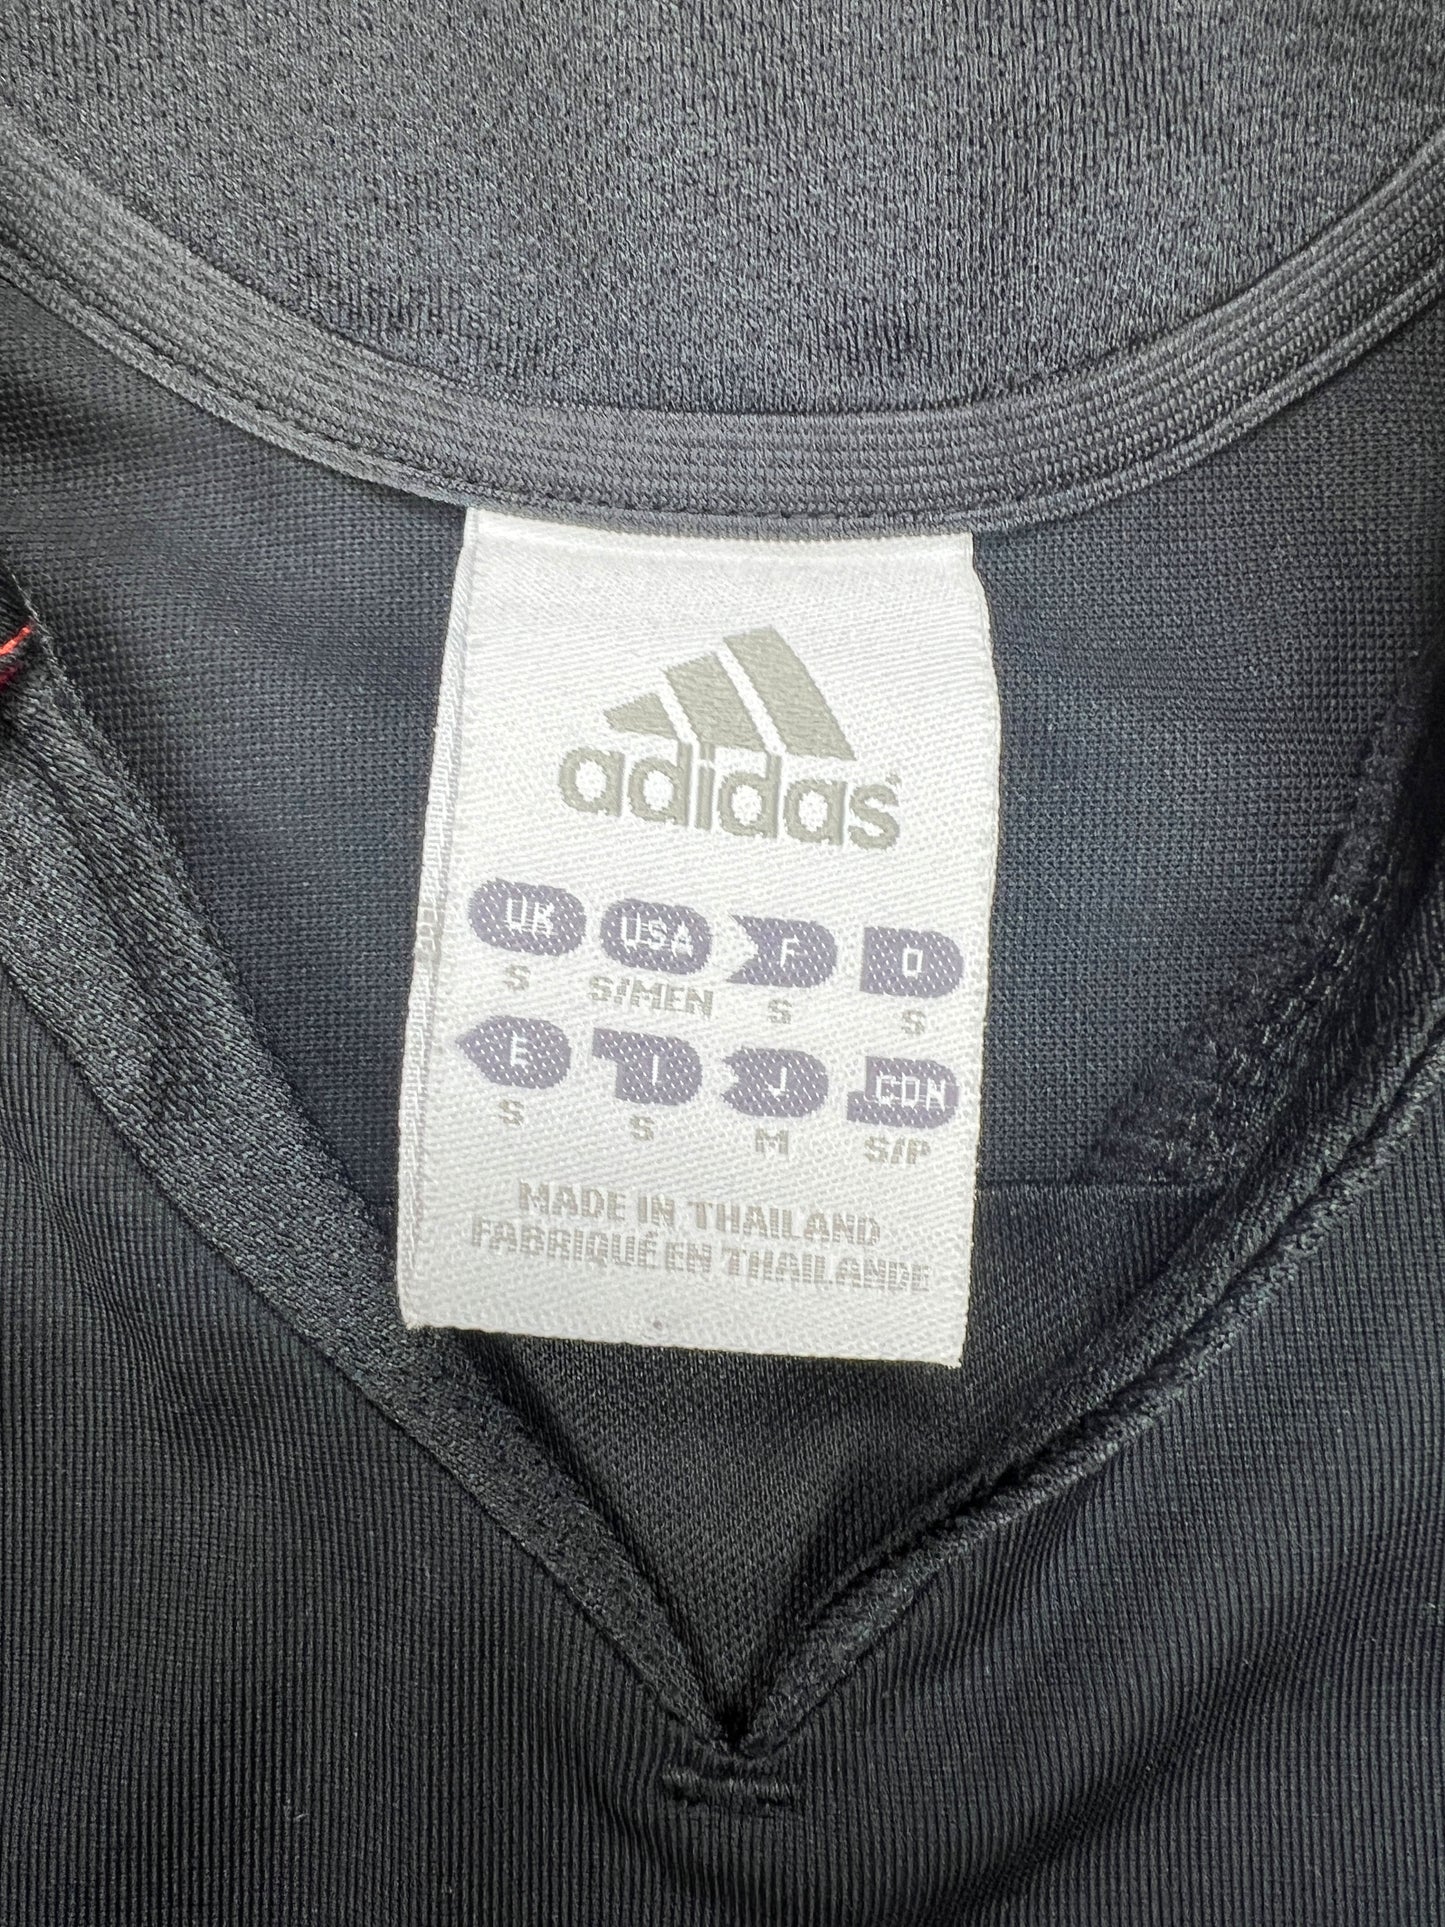 adidas
UK USA F D
S S/MEN S S
E I J CDN
S S M S/P
MADE IN THAILAND
FABRIQUÉ EN THAILANDE